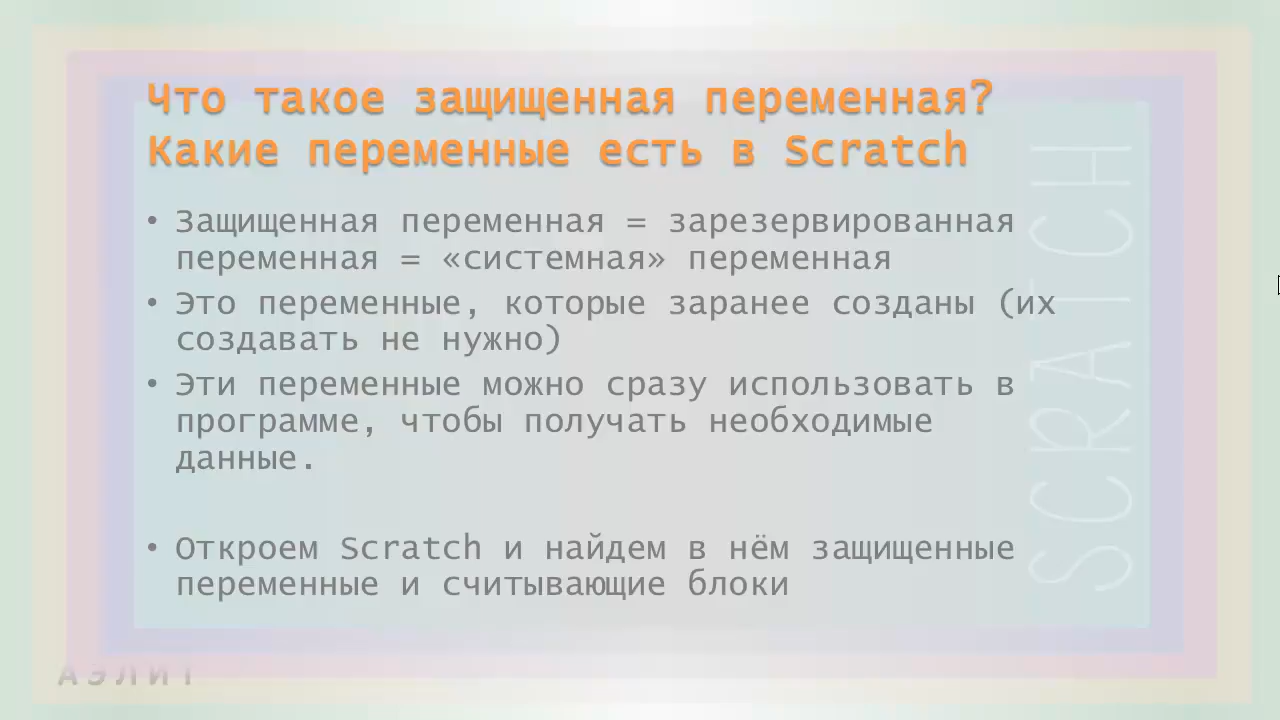 Что такое защищенная переменная?
Какие переменные есть в Scratch
• Защищенная переменная = зарезервированная
переменная = «системная» переменная
• Это переменные, которые заранее созданы (их
создавать не нужно)
• Эти переменные можно сразу использовать в
программе, чтобы получать необходимые
данные.
• Откроем Scratch и найдем в нём защищенные
переменные и считывающие блоки
SCRATCH
АЭЛИТ